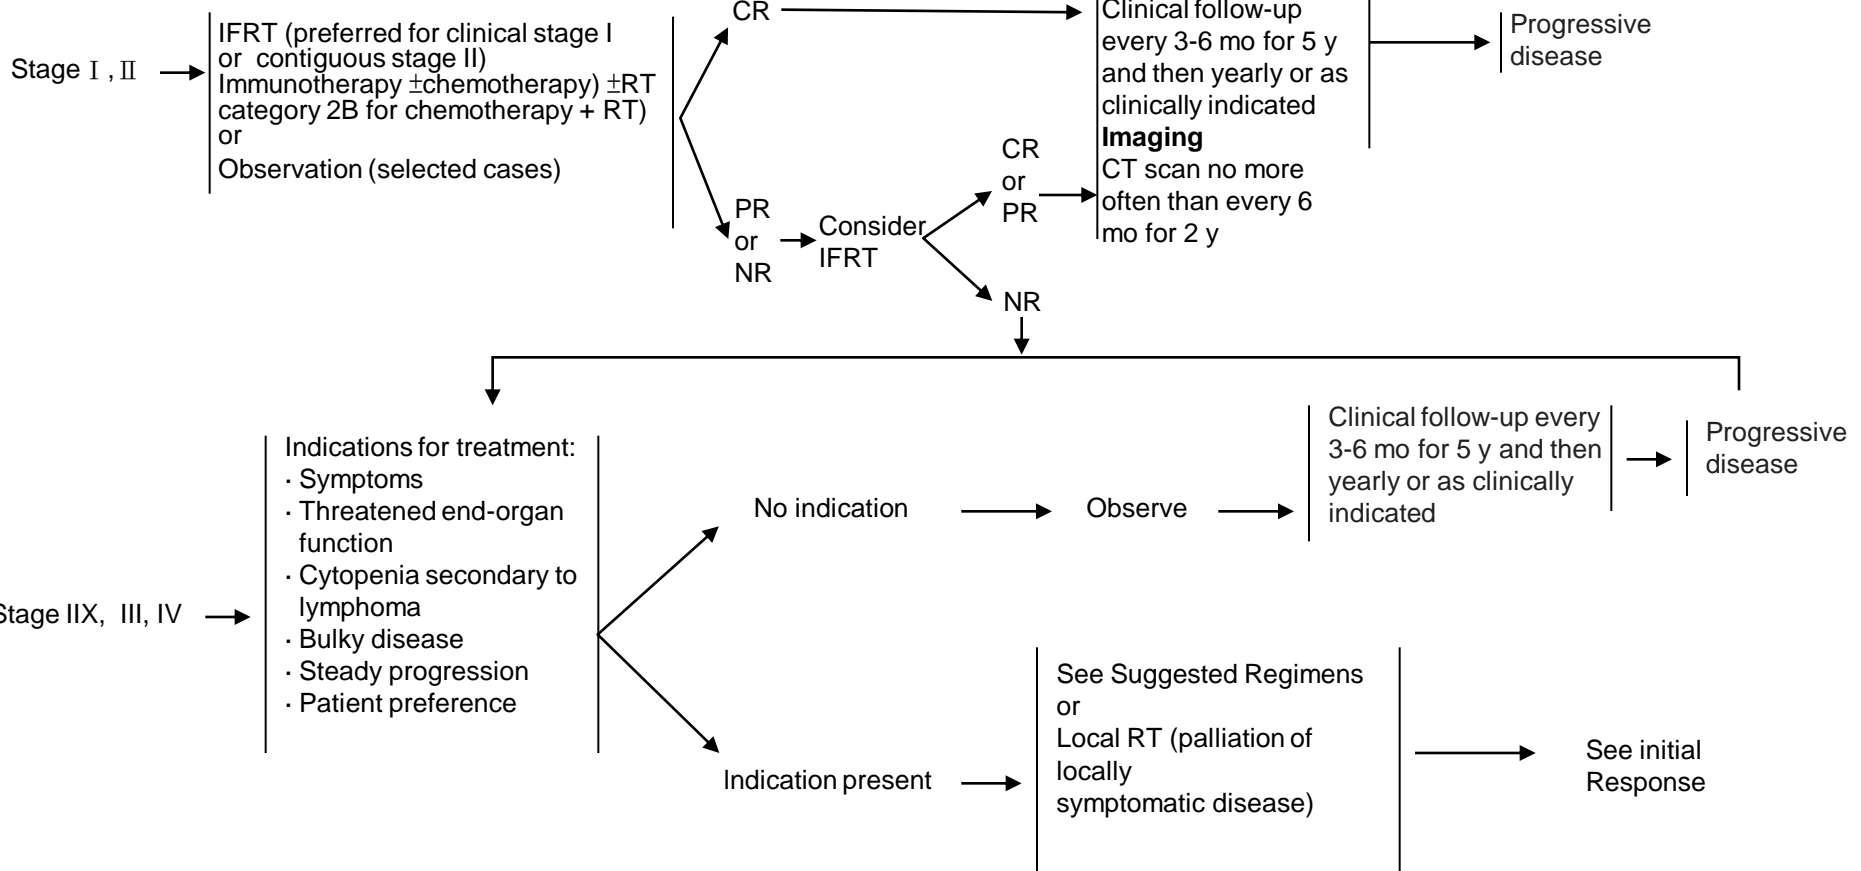 Stage Ⅰ , Ⅱ
IFRT (preferred for clinical stage I
or contiguous stage II)
Immunotherapy ±chemotherapy) ±RT
category 2B for chemotherapy + RT)
or
Observation (selected cases)
CR
PR
or
NR
Consider
IFRT
CR
or
PR
NR
Clinical follow-up
every 3-6 mo for 5 y
and then yearly or as
clinically indicated
Imaging
CT scan no more
often than every 6
mo for 2 y
Progressive
disease
Stage IIX, III, IV
Indications for treatment:
· Symptoms
· Threatened end-organ
function
· Cytopenia secondary to
lymphoma
· Bulky disease
· Steady progression
· Patient preference
No indication
Observe
Clinical follow-up every
3-6 mo for 5 y and then
yearly or as clinically
indicated
Progressive
disease
Indication present
See Suggested Regimens
or
Local RT (palliation of
locally
symptomatic disease)
See initial
Response